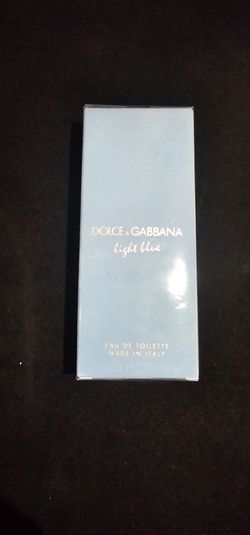 DOLCE & GABBANA
light blue
EAU DE TOILETTE
MADE IN ITALY